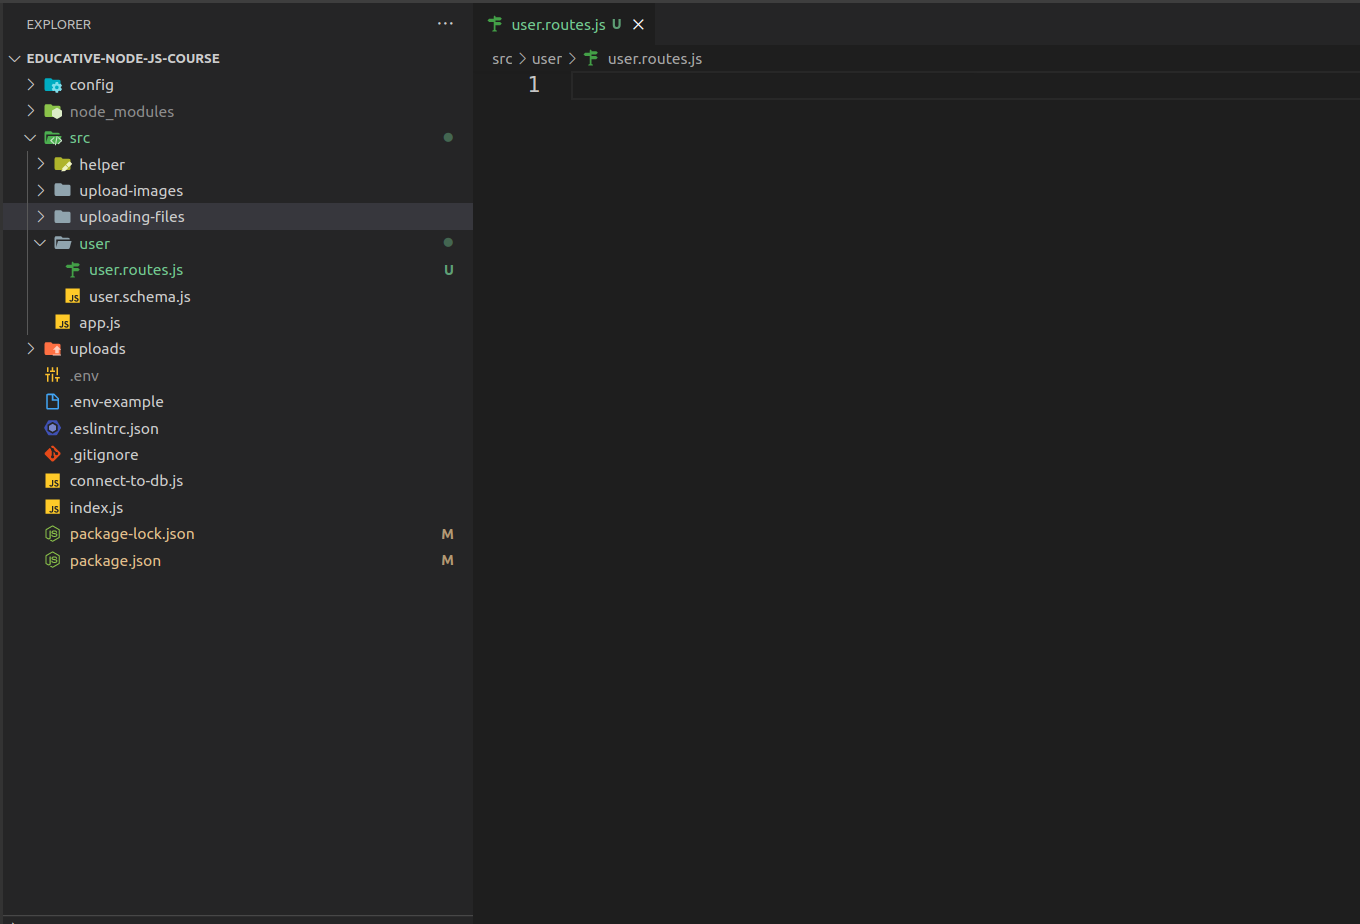 EXPLORER
EDUCATIVE-NODE-JS-COURSE
config
node_modules
src
helper
upload-images
uploading-files
user
user.routes.js U
user.schema.js
app.js
uploads
.env
.env-example
.eslintrc.json
.gitignore
connect-to-db.js
index.js
package-lock.json M
package.json M
user.routes.js U
src > user > user.routes.js
1